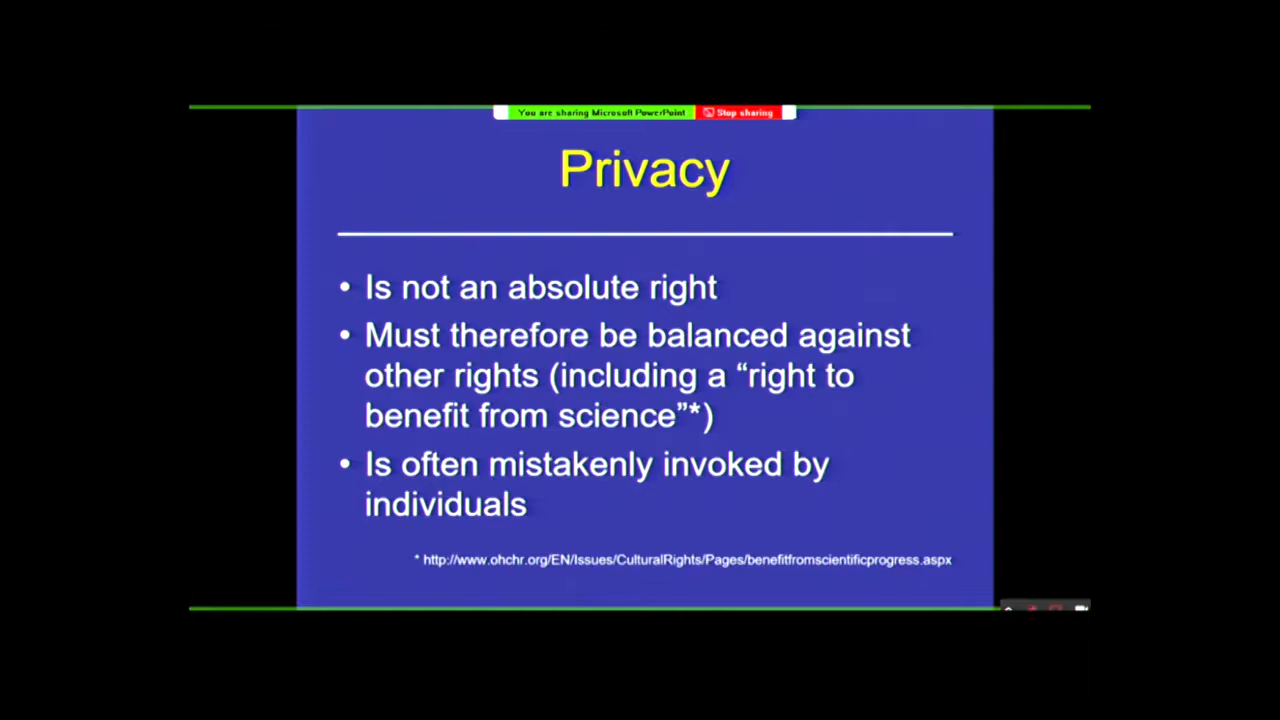 You are sharing Microsoft PowerPoint Stop sharing
Privacy
• Is not an absolute right
• Must therefore be balanced against
other rights (including a “right to
benefit from science”*)
• Is often mistakenly invoked by
individuals
* http://www.ohchr.org/EN/Issues/CulturalRights/Pages/benefitfromscientificprogress.aspx